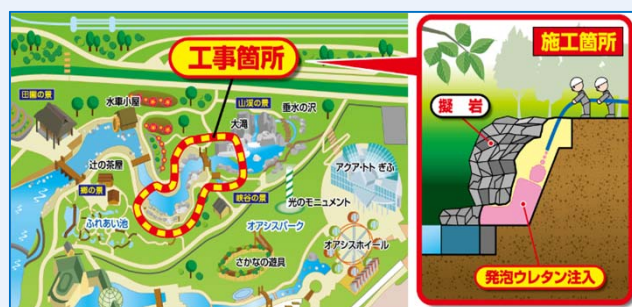 工事箇所
田園の景
水車小屋
山渓の景
垂水の沢
大滝
辻の茶屋
郷の景
峡谷の景
アクア・トト ぎふ
光のモニュメント
ふれあい池
オアシスパーク
オアシスホイール
さかなの遊具
施工箇所
擬岩
発泡ウレタン注入